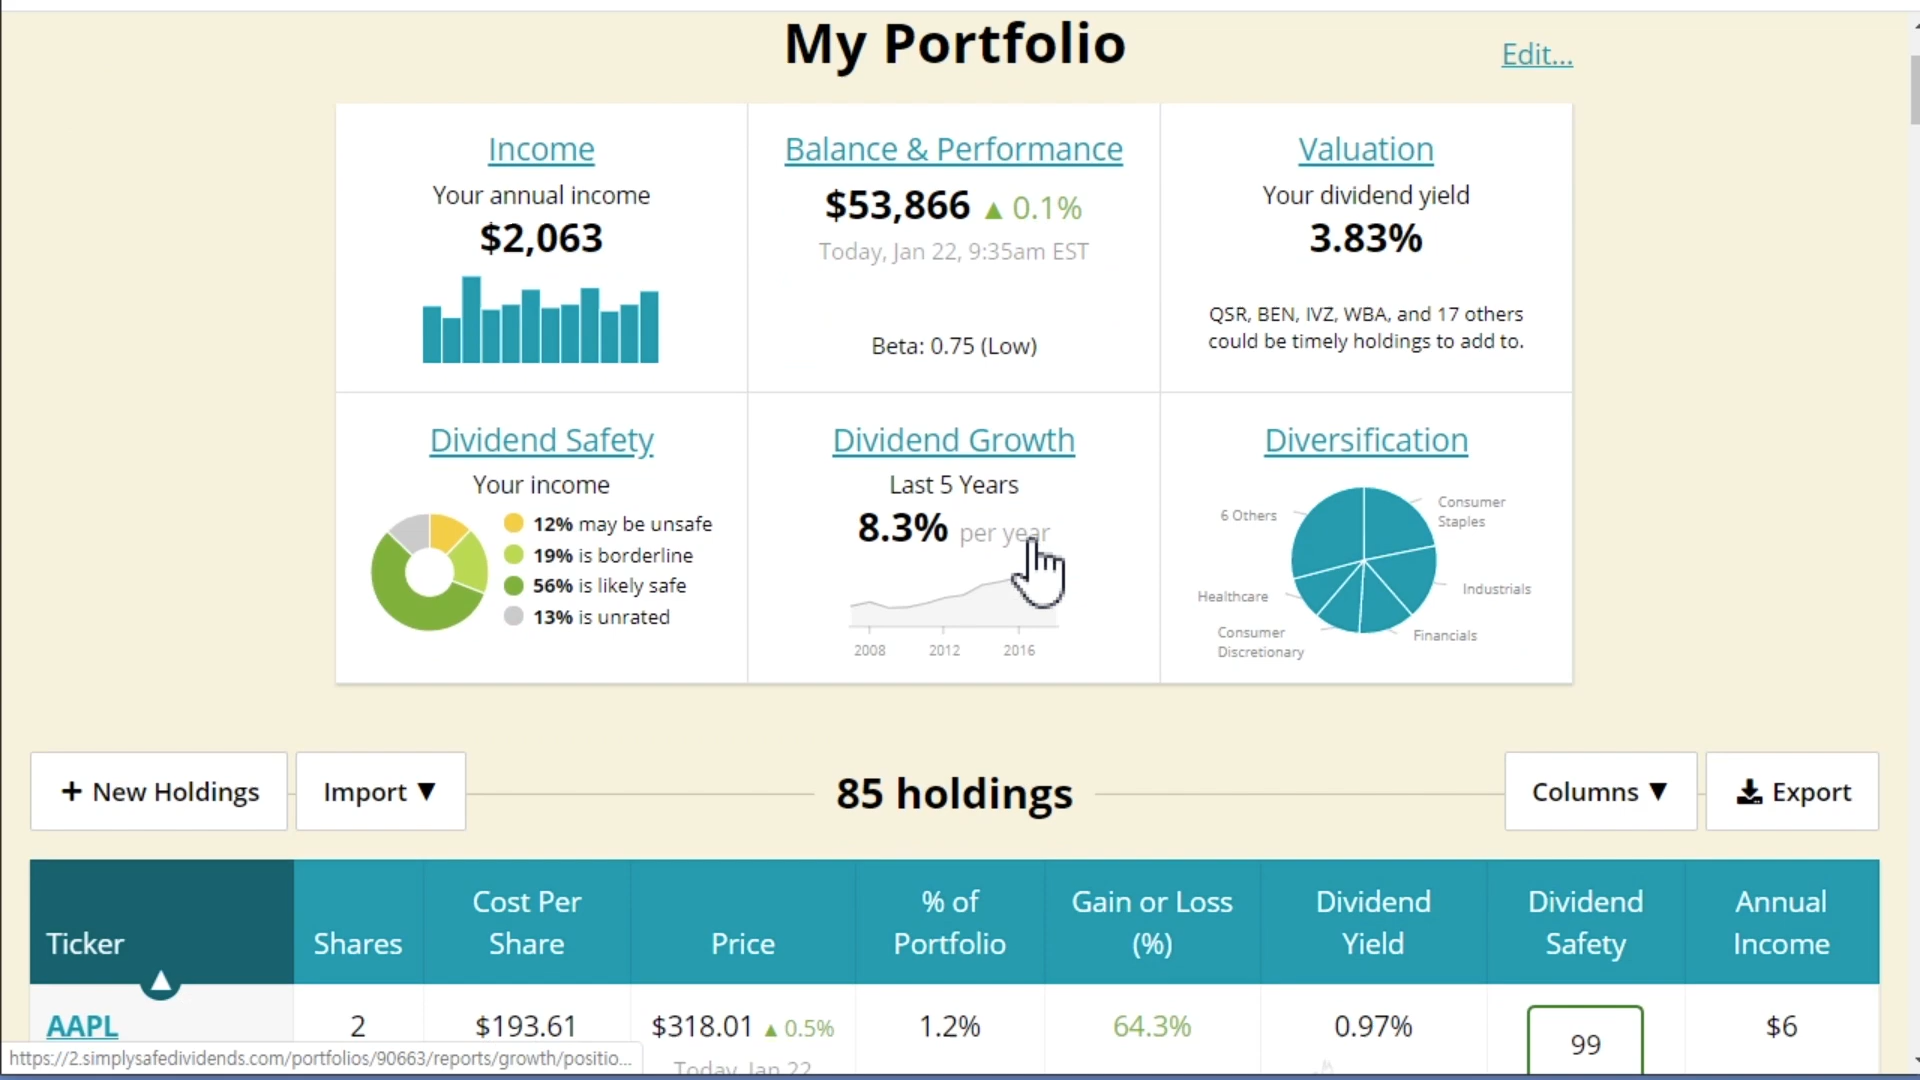 My Portfolio
Edit...
Income
Your annual income
$2,063
Balance & Performance
$53,866 ▲ 0.1%
Today, Jan 22, 9:35am EST
Beta: 0.75 (Low)
Valuation
Your dividend yield
3.83%
QSR, BEN, IVZ, WBA, and 17 others
could be timely holdings to add to.
Dividend Safety
Your income
12% may be unsafe
19% is borderline
56% is likely safe
13% is unrated
Dividend Growth
Last 5 Years
8.3% per year
2008 2012 2016
Diversification
6 Others
Consumer
Staples
Industrials
Healthcare
Consumer
Discretionary
Financials
+ New Holdings
Import ▼
85 holdings
Columns ▼
Export
Ticker
Shares
Cost Per
Share
Price
% of
Portfolio
Gain or Loss
(%)
Dividend
Yield
Dividend
Safety
Annual
Income
AAPL 2 $193.61 $318.01 ▲ 0.5% 1.2% 64.3% 0.97% 99 $6
Today, Jan 22
https://2.simplysafedividends.com/portfolios/90663/reports/growth/positio...